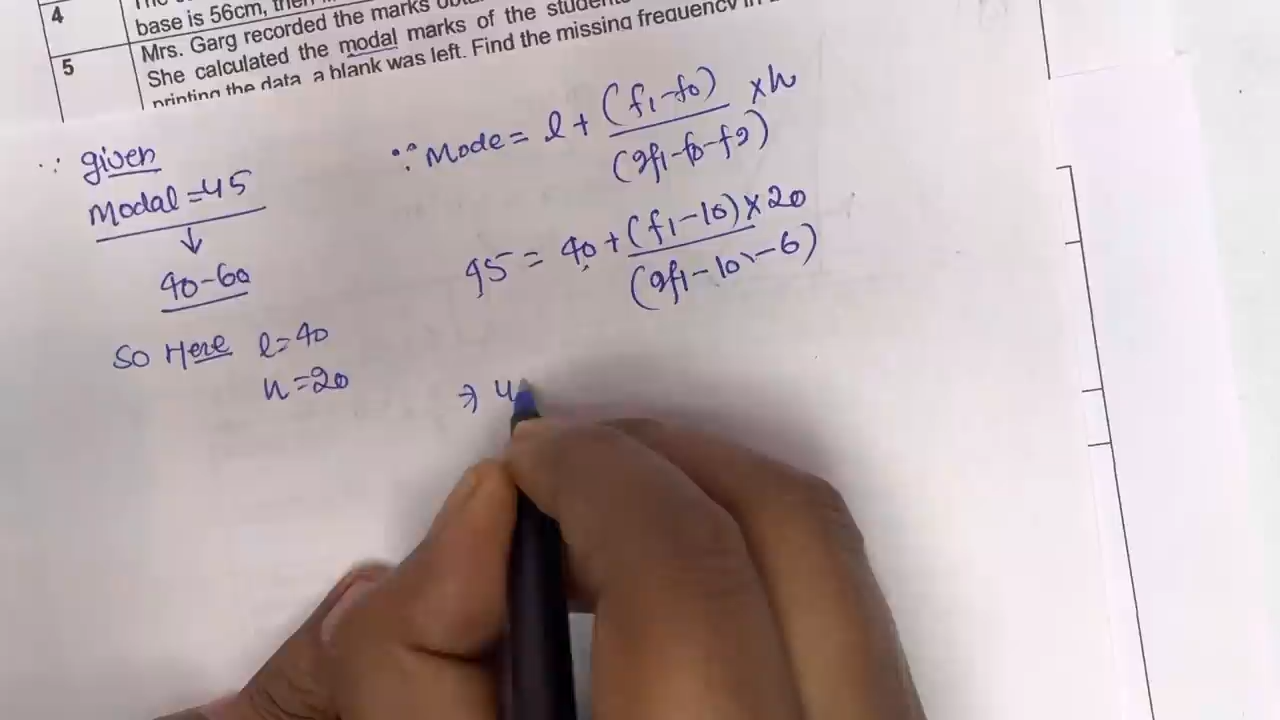 4
base is 56cm, then
5
Mrs. Garg recorded the marks
She calculated the modal marks of the students
printing the data, a blank was left. Find the missing frequency in
∵ given
Modal = 45
↓
40-60
So Here l=40
h=20
∵ Mode = l + (f1-f0)/(2f1-f0-f2) ×h
45 = 40 + (f1-10)×20/(2f1-10-6)
⇒ 4